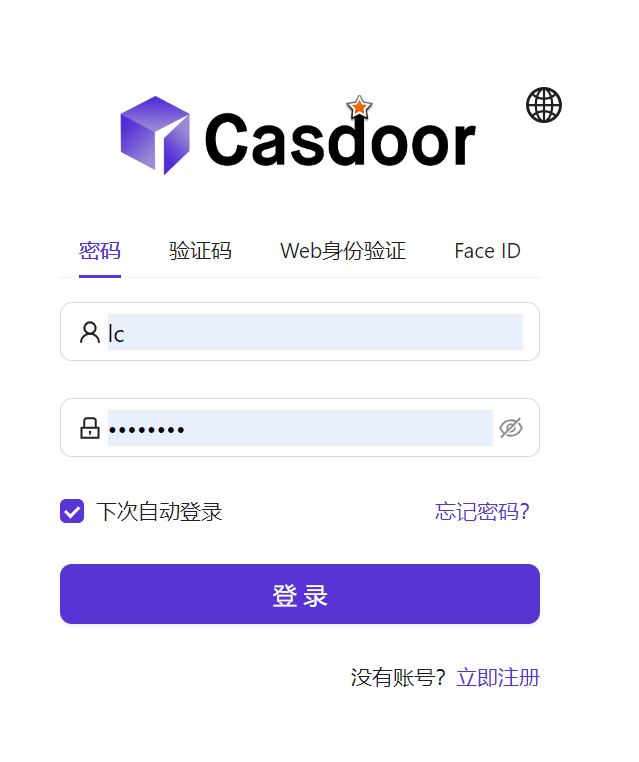 Casdoor
密码 验证码 Web身份验证 Face ID
lc
••••••••
下次自动登录 忘记密码?
登录
没有账号? 立即注册